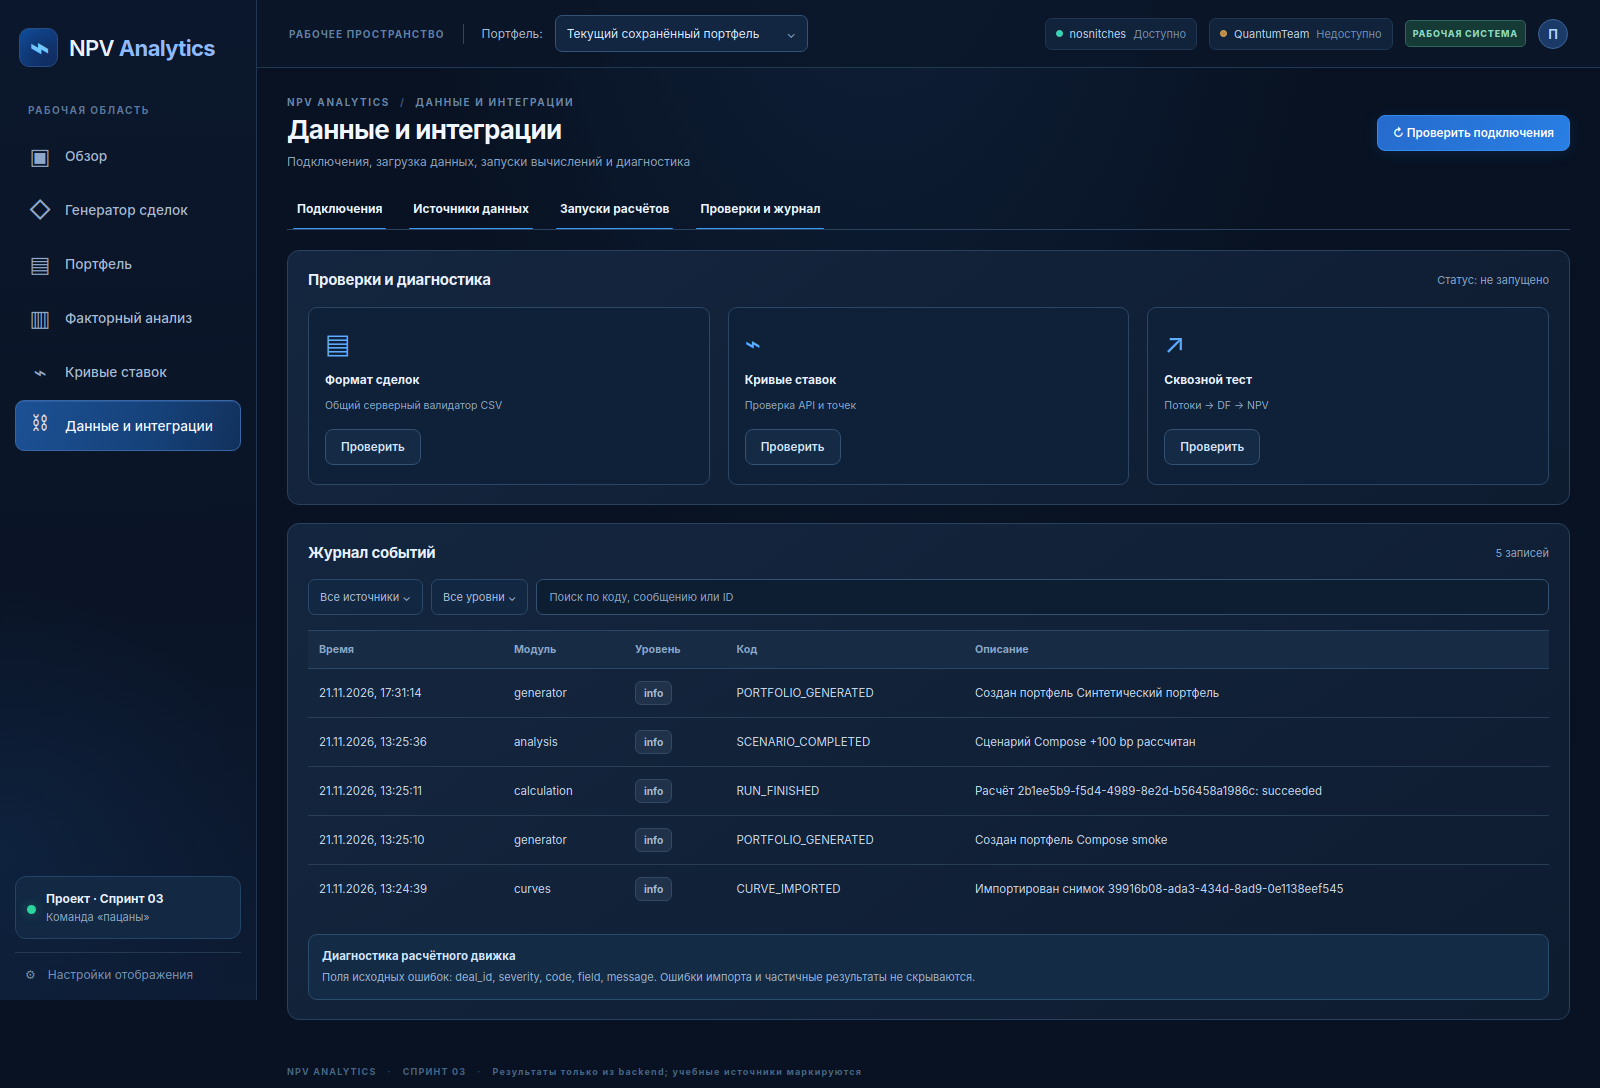 NPV Analytics
РАБОЧАЯ ОБЛАСТЬ
Обзор
Генератор сделок
Портфель
Факторный анализ
Кривые ставок
Данные и интеграции
Проект · Спринт 03
Команда «пацаны»
Настройки отображения
РАБОЧЕЕ ПРОСТРАНСТВО
Портфель:
Текущий сохранённый портфель
nosnitches Доступно
QuantumTeam Недоступно
РАБОЧАЯ СИСТЕМА
П
NPV ANALYTICS / ДАННЫЕ И ИНТЕГРАЦИИ
Данные и интеграции
Подключения, загрузка данных, запуски вычислений и диагностика
↻ Проверить подключения
Подключения Источники данных Запуски расчётов Проверки и журнал
Проверки и диагностика
Статус: не запущено
Формат сделок
Общий серверный валидатор CSV
Проверить
Кривые ставок
Проверка API и точек
Проверить
Сквозной тест
Потоки → DF → NPV
Проверить
Журнал событий
5 записей
Все источники
Все уровни
Поиск по коду, сообщению или ID
Время Модуль Уровень Код Описание
21.11.2026, 17:31:14 generator info PORTFOLIO_GENERATED Создан портфель Синтетический портфель
21.11.2026, 13:25:36 analysis info SCENARIO_COMPLETED Сценарий Compose +100 bp рассчитан
21.11.2026, 13:25:11 calculation info RUN_FINISHED Расчёт 2b1ee5b9-f5d4-4989-8e2d-b56458a1986c: succeeded
21.11.2026, 13:25:10 generator info PORTFOLIO_GENERATED Создан портфель Compose smoke
21.11.2026, 13:24:39 curves info CURVE_IMPORTED Импортирован снимок 39916b08-ada3-434d-8ad9-0e1138eef545
Диагностика расчётного движка
Поля исходных ошибок: deal_id, severity, code, field, message. Ошибки импорта и частичные результаты не скрываются.
NPV ANALYTICS · СПРИНТ 03 · Результаты только из backend; учебные источники маркируются